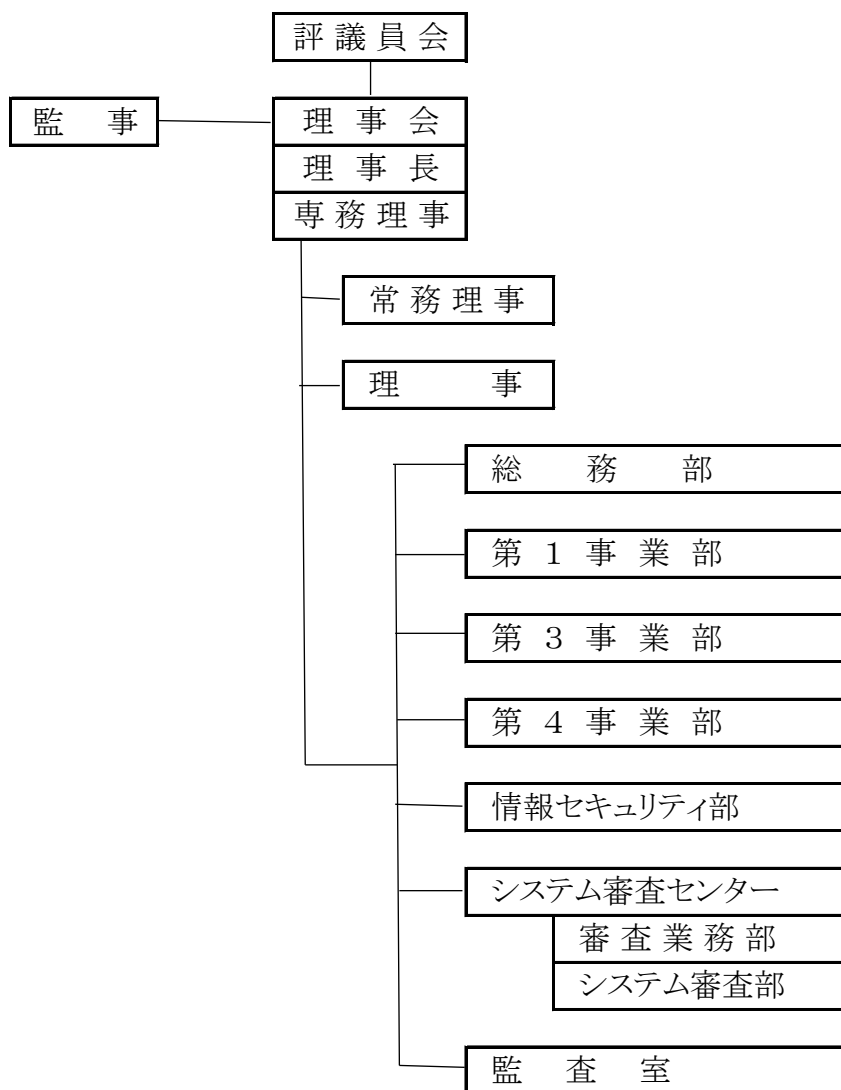 評議員会
監事
理事会
理事長
専務理事
常務理事
理事
総務部
第1事業部
第3事業部
第4事業部
情報セキュリティ部
システム審査センター
審査業務部
システム審査部
監査室